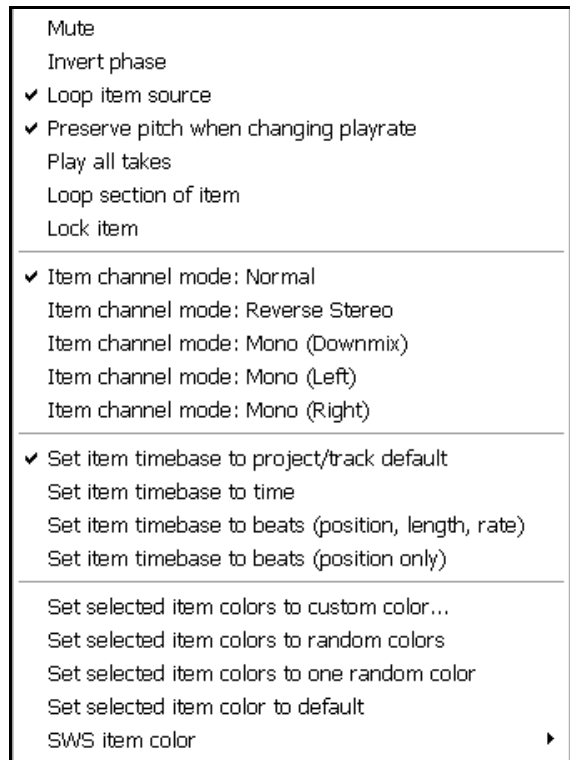 Mute
Invert phase
Loop item source
Preserve pitch when changing playrate
Play all takes
Loop section of item
Lock item
Item channel mode: Normal
Item channel mode: Reverse Stereo
Item channel mode: Mono (Downmix)
Item channel mode: Mono (Left)
Item channel mode: Mono (Right)
Set item timebase to project/track default
Set item timebase to time
Set item timebase to beats (position, length, rate)
Set item timebase to beats (position only)
Set selected item colors to custom color...
Set selected item colors to random colors
Set selected item colors to one random color
Set selected item color to default
SWS item color